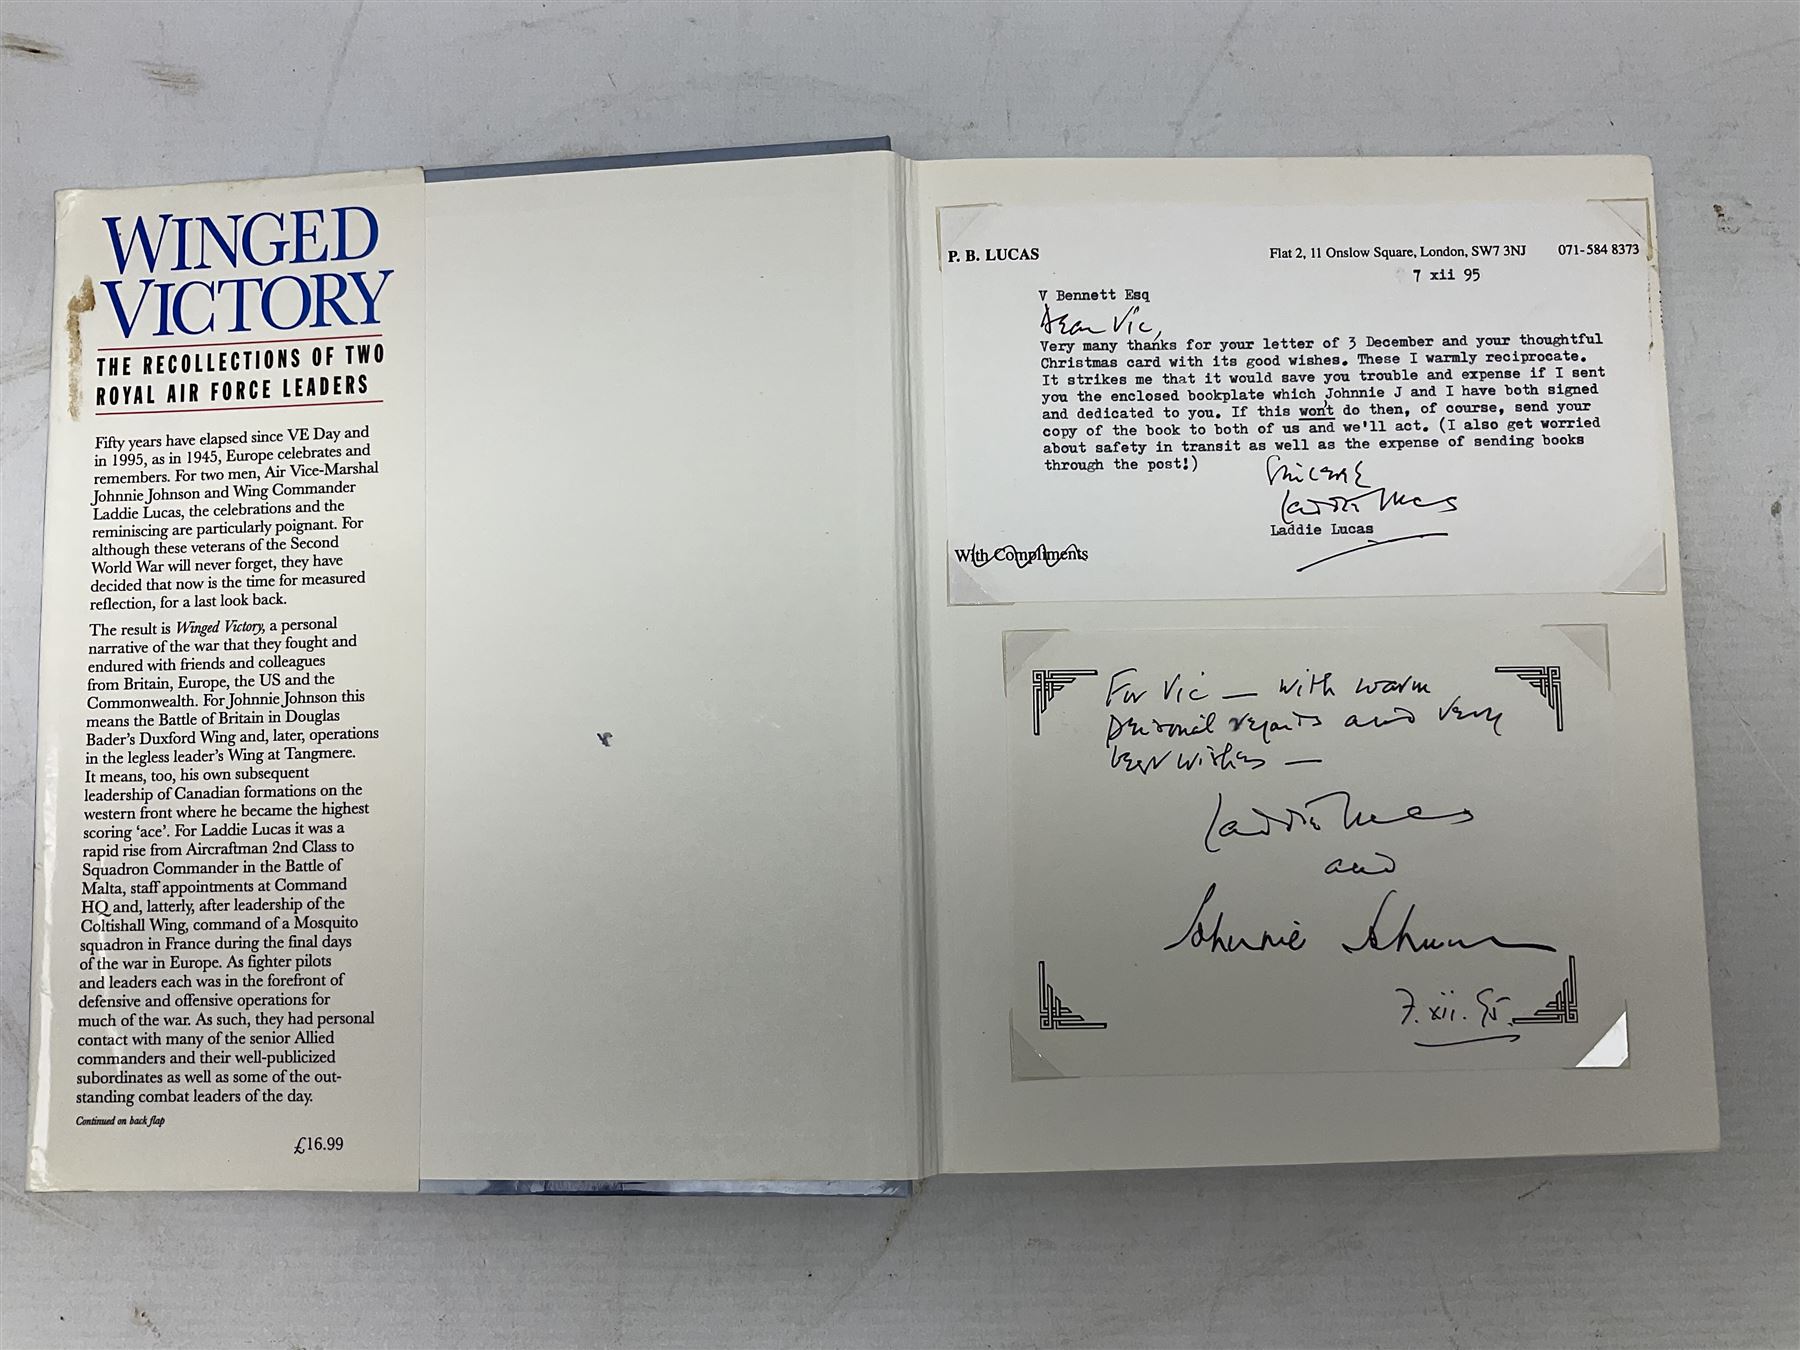 WINGED
VICTORY
THE RECOLLECTIONS OF TWO
ROYAL AIR FORCE LEADERS
Fifty years have elapsed since VE Day and
in 1995, as in 1945, Europe celebrates and
remembers. For two men, Air Vice-Marshal
Johnnie Johnson and Wing Commander
Laddie Lucas, the celebrations and the
reminiscing are particularly poignant. For
although these veterans of the Second
World War will never forget, they have
decided that now is the time for measured
reflection, for a last look back.
The result is Winged Victory, a personal
narrative of the war that they fought and
endured with friends and colleagues
from Britain, Europe, the US and the
Commonwealth. For Johnnie Johnson this
means the Battle of Britain in Douglas
Bader's Duxford Wing and, later, operations
in the legless leader's Wing at Tangmere.
It means, too, his own subsequent
leadership of Canadian formations on the
western front where he became the highest
scoring 'ace'. For Laddie Lucas it was a
rapid rise from Aircraftman 2nd Class to
Squadron Commander in the Battle of
Malta, staff appointments at Command
HQ and, latterly, after leadership of the
Coltishall Wing, command of a Mosquito
squadron in France during the final days
of the war in Europe. As fighter pilots
and leaders each was in the forefront of
defensive and offensive operations for
much of the war. As such, they had personal
contact with many of the senior Allied
commanders and their well-publicized
subordinates as well as some of the out-
standing combat leaders of the day.
Continued on back flap
£16.99
P. B. LUCAS
Flat 2, 11 Onslow Square, London, SW7 3NJ 071-584 8373
7 xii 95
V Bennett Esq
Dear Vic,
Very many thanks for your letter of 3 December and your thoughtful
Christmas card with its good wishes. These I warmly reciprocate.
It strikes me that it would save you trouble and expense if I sent
you the enclosed bookplate which Johnnie J and I have both signed
and dedicated to you. If this won't do then, of course, send your
copy of the book to both of us and we'll act. (I also get worried
about safety in transit as well as the expense of sending books
through the post!)
Sincerely
Laddie Lucas
Laddie Lucas
With Compliments
For Vic — with warm
personal regards and very
best wishes —
Laddie Lucas
and
Johnnie Johnson
7. xii. 95.